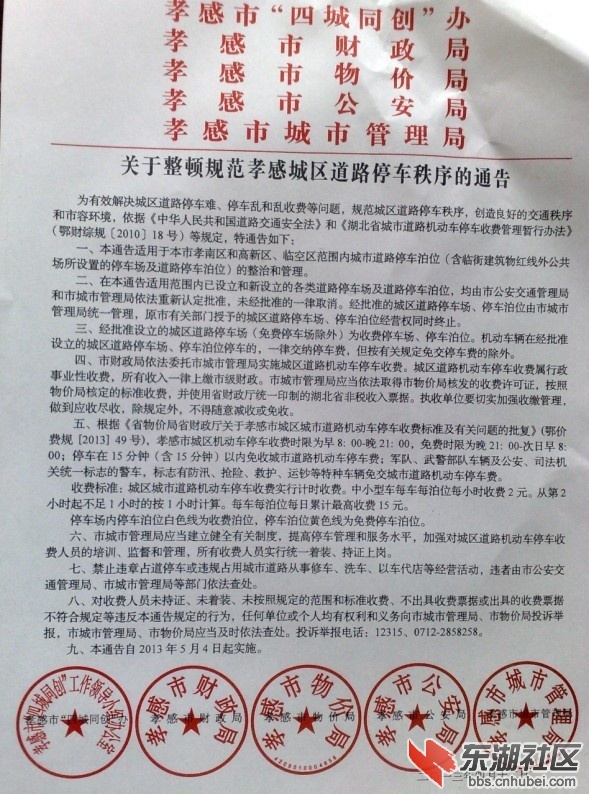 孝感市“四城同创”办
孝感市财政局
孝感市物价局
孝感市公安局
孝感市城市管理局
关于整顿规范孝感城区道路停车秩序的通告
为有效解决城区道路停车难、停车乱和乱收费等问题，规范城区道路停车秩序，创造良好的交通秩序
和市容环境，依据《中华人民共和国道路交通安全法》和《湖北省城市道路机动车停车收费管理暂行办法》
（鄂财综规〔2010〕18号）等规定，特通告如下：
一、本通告适用于本市孝南区和高新区、临空区范围内城市道路停车泊位（含临街建筑物红线外公共
场所设置的停车场及道路停车泊位）的整治和管理。
二、在本通告适用范围内已设立和新设立的各类道路停车场及道路停车泊位，均由市公安交通管理局
和市城市管理局依法重新认定批准，未经批准的一律取消。经批准的城区道路停车场、停车泊位由市城市
管理局统一管理，原市有关部门授予的城区道路停车场、停车泊位经营权同时终止。
三、经批准设立的城区道路停车场（免费停车场除外）为收费停车场、停车泊位。机动车辆在经批准
设立的城区道路停车场、停车泊位停车的，一律交纳停车费，但按有关规定免交停车费的除外。
四、市财政局依法委托市城市管理局实施城区道路机动车停车收费。城区道路机动车停车收费属行政
事业性收费，所有收入一律上缴市级财政。市城市管理局应当依法取得市物价局核发的收费许可证，按照
物价局核定的标准收费，并使用省财政厅统一印制的湖北省非税收入票据。执收单位要切实加强收缴管理，
做到应收尽收，除规定外，不得随意减收或免收。
五、根据《省物价局省财政厅关于孝感城区城市道路机动车停车收费标准及有关问题的批复》（鄂价
费规〔2013〕49号），孝感市城区机动车停车收费时限为早8：00-晚21：00，免费时限为晚21：00-次日早8：
00；停车在15分钟（含15分钟）以内免收城市道路机动车停车费；军队、武警部队车辆及公安、司法机
关统一标志的警车，标志有防汛、抢险、救护、运钞等特种车辆免交城市道路机动车停车费。
收费标准：城区城市道路机动车停车收费实行计时收费。中小型车每车每泊位每小时收费2元。从第2
小时起不足1小时的按1小时计算。每车每泊位每日累计最高收费15元。
停车场内停车泊位白色线为收费泊位，停车泊位黄色线为免费停车泊位。
六、市城市管理局应当建立健全有关制度，提高停车管理和服务水平，加强对城区道路机动车停车收
费人员的培训、监督和管理，所有收费人员实行统一着装、持证上岗。
七、禁止违章占道停车或违规占用城市道路从事修车、洗车、以车代店等经营活动，违者由市公安交
通管理局、市城市管理局等部门依法查处。
八、对收费人员未持证、未着装、未按照规定的范围和标准收费、不出具收费票据或出具的收费票据
不符合规定等违反本通告规定的行为，任何单位或个人均有权利和义务向市城市管理局、市物价局投诉举
报，市城市管理局、市物价局应当及时依法查处。投诉举报电话：12315、0712-2858258。
九、本通告自2013年5月4日起实施。
孝感市“四城同创”工作领导小组办公室
孝感市财政局
孝感市物价局
孝感市公安局
孝感市城市管理局
孝感市“四城同创”办
孝感市财政局
孝感市物价局
孝感市公安局
孝感市城市管理局
东湖社区
bbs.cnhubei.com